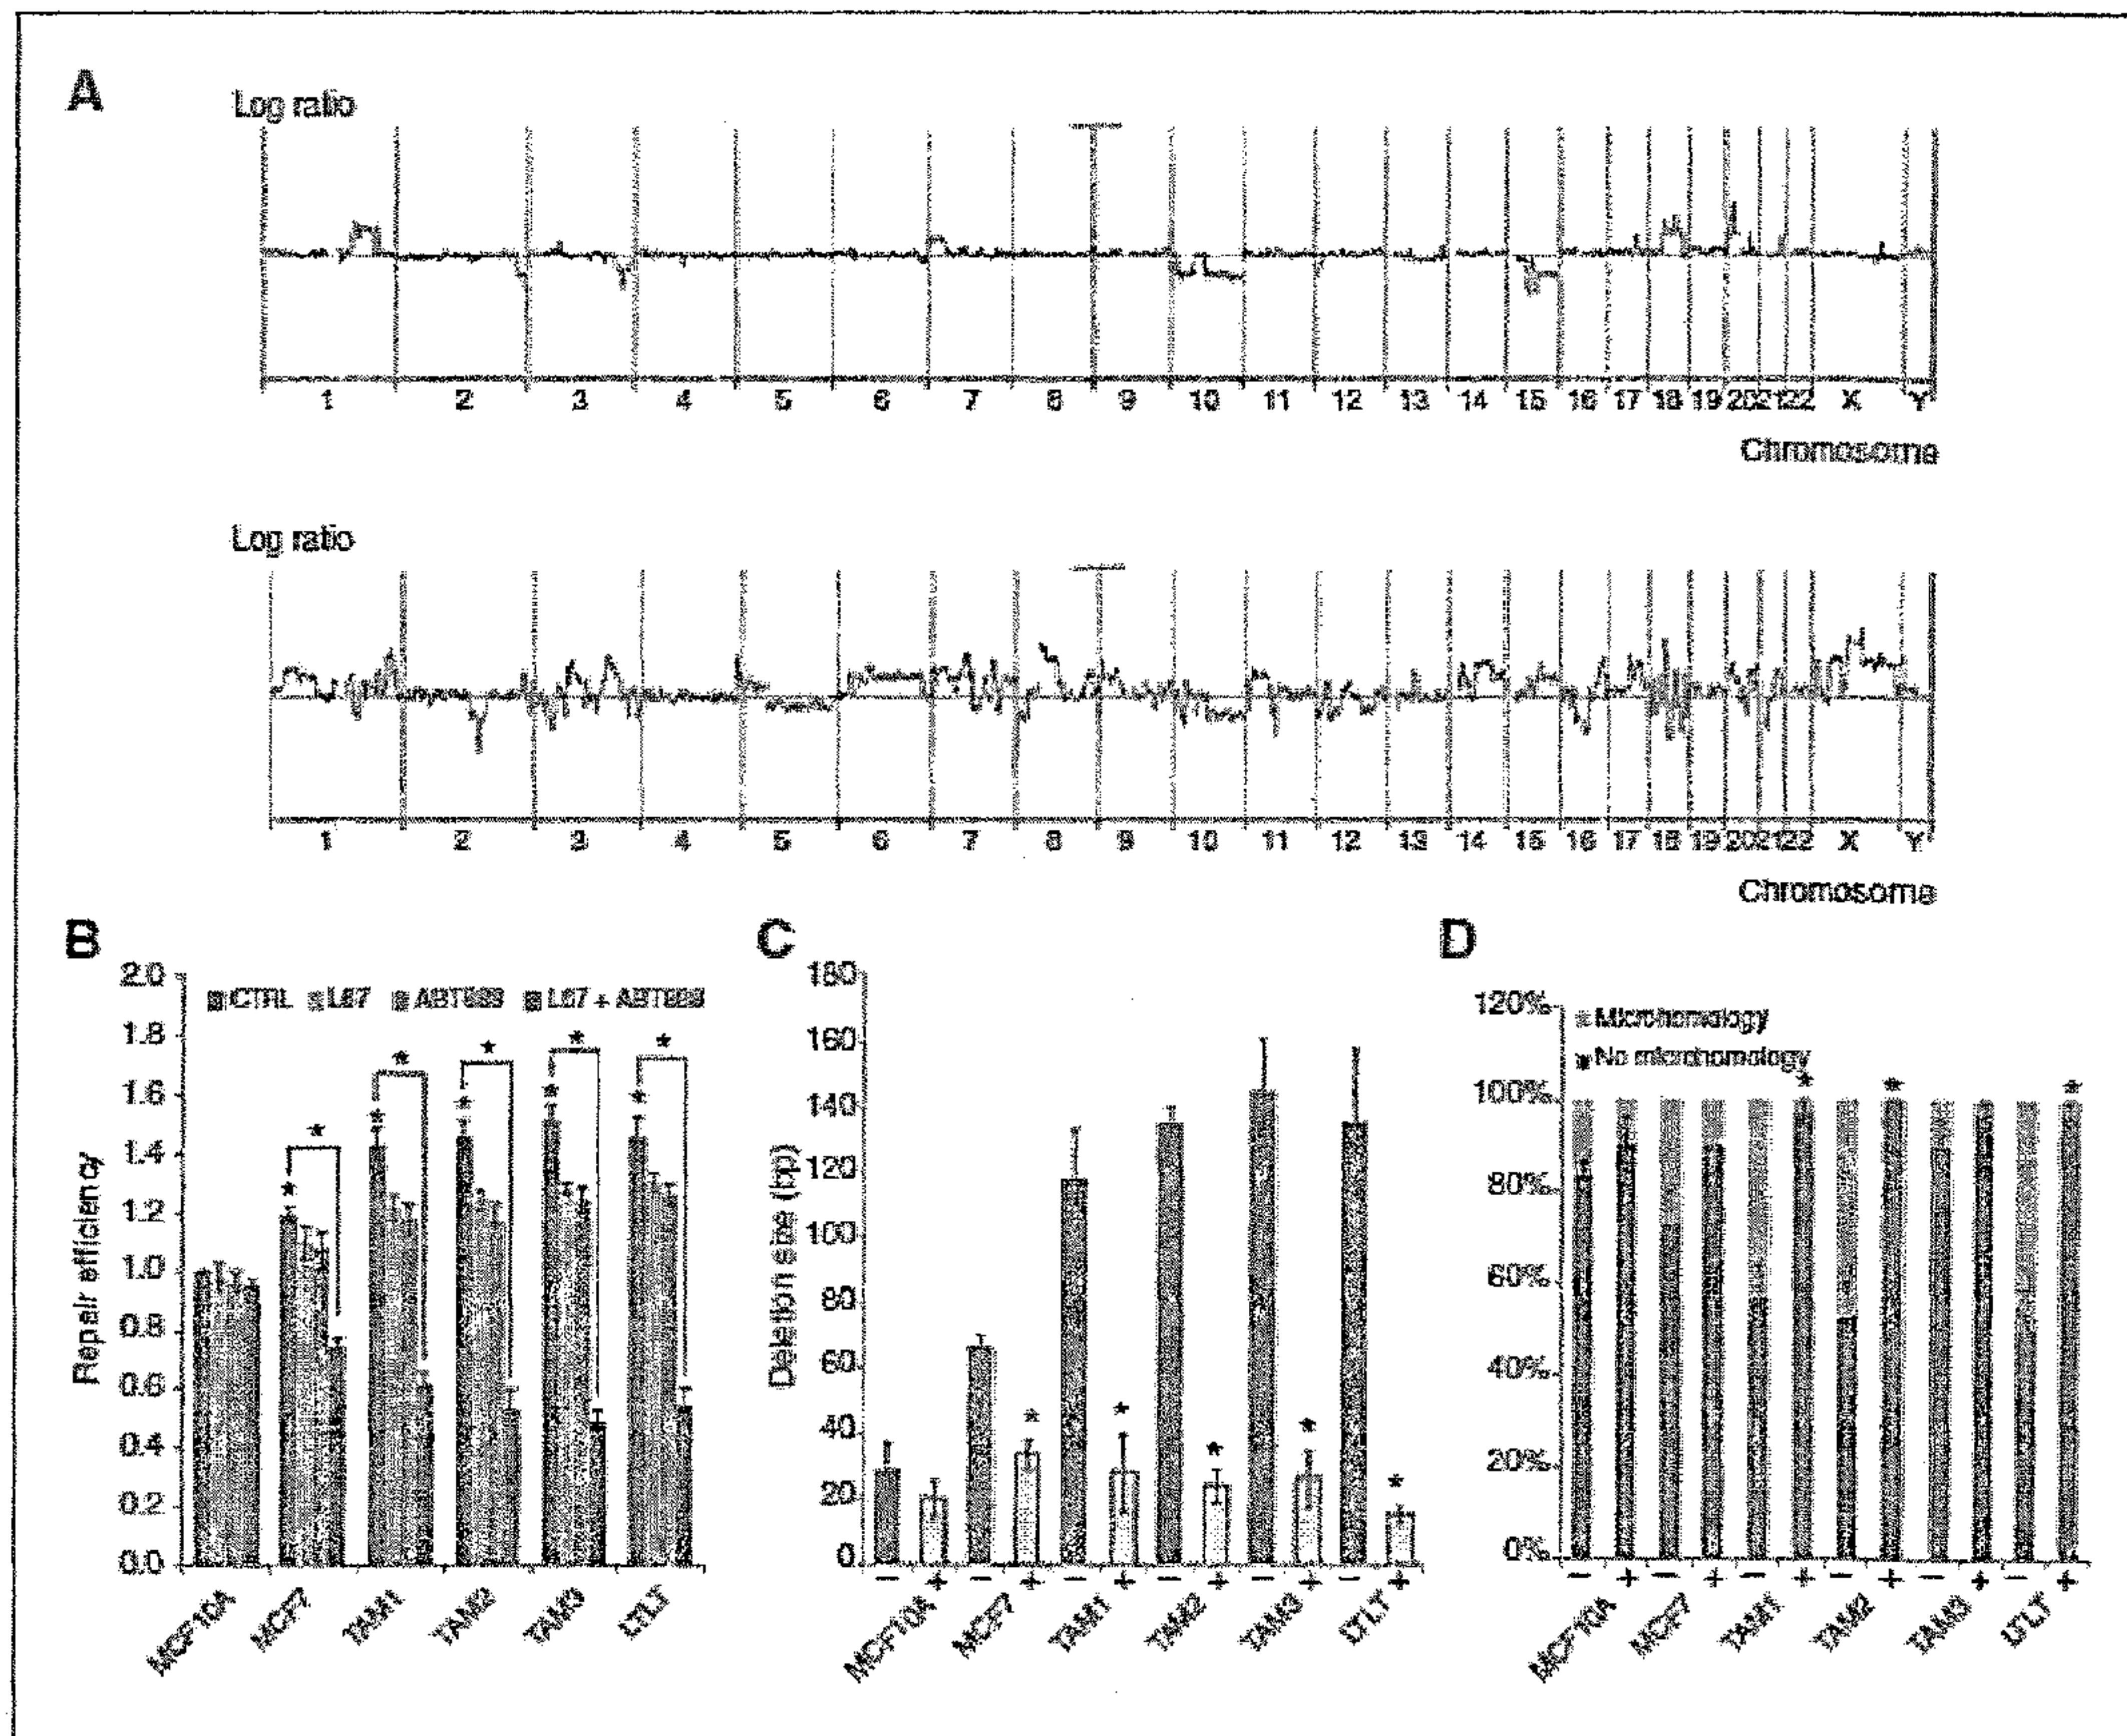 A
Log ratio
1 2 3 4 5 6 7 8 9 10 11 12 13 14 15 16 17 18 19 20 21 22 X Y
Chromosome
Log ratio
1 2 3 4 5 6 7 8 9 10 11 12 13 14 15 16 17 18 19 20 21 22 X Y
Chromosome
B
CTRL L67 ABT888 L67 + ABT888
Repair efficiency
2.0
1.8
1.6
1.4
1.2
1.0
0.8
0.6
0.4
0.2
0.0
* * * * * * * * * *
MCF10A MCF7 TAM1 TAM2 TAM3 LTLT
C
Deletion size (bp)
180
160
140
120
100
80
60
40
20
0
* * * * *
− + − + − + − + − + − +
MCF10A MCF7 TAM1 TAM2 TAM3 LTLT
D
Microhomology
No microhomology
120%
100%
80%
60%
40%
20%
0%
* * *
− + − + − + − + − + − +
MCF10A MCF7 TAM1 TAM2 TAM3 LTLT